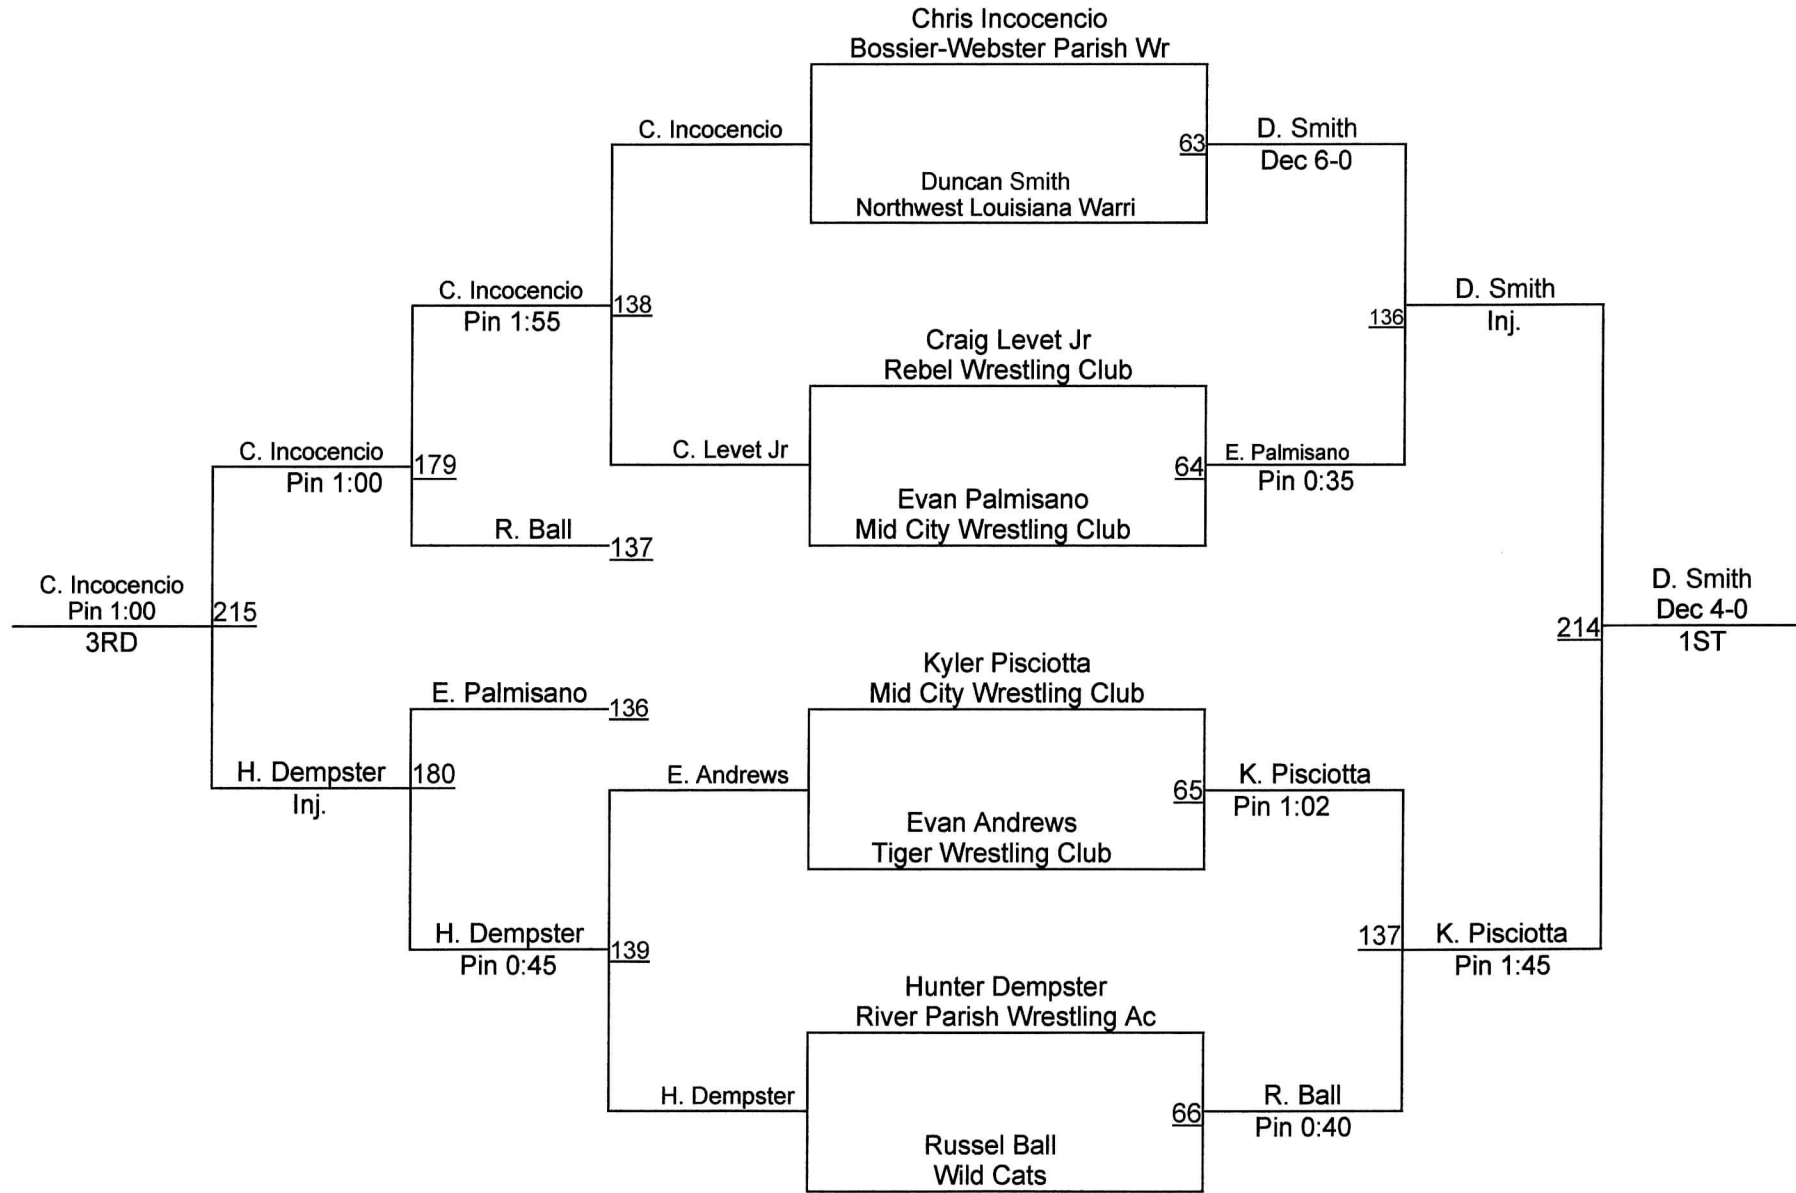 Chris Incocencio
Bossier-Webster Parish Wr
C. Incocencio
63
D. Smith
Dec 6-0
Duncan Smith
Northwest Louisiana Warri
C. Incocencio
Pin 1:55
138
D. Smith
Inj.
136
Craig Levet Jr
Rebel Wrestling Club
C. Incocencio
Pin 1:00
179
C. Levet Jr
64
E. Palmisano
Pin 0:35
Evan Palmisano
Mid City Wrestling Club
R. Ball
137
C. Incocencio
Pin 1:00
3RD
215
D. Smith
Dec 4-0
1ST
214
E. Palmisano
136
Kyler Pisciotta
Mid City Wrestling Club
H. Dempster
Inj.
180
E. Andrews
65
K. Pisciotta
Pin 1:02
Evan Andrews
Tiger Wrestling Club
H. Dempster
Pin 0:45
139
137
K. Pisciotta
Pin 1:45
Hunter Dempster
River Parish Wrestling Ac
H. Dempster
66
R. Ball
Pin 0:40
Russel Ball
Wild Cats